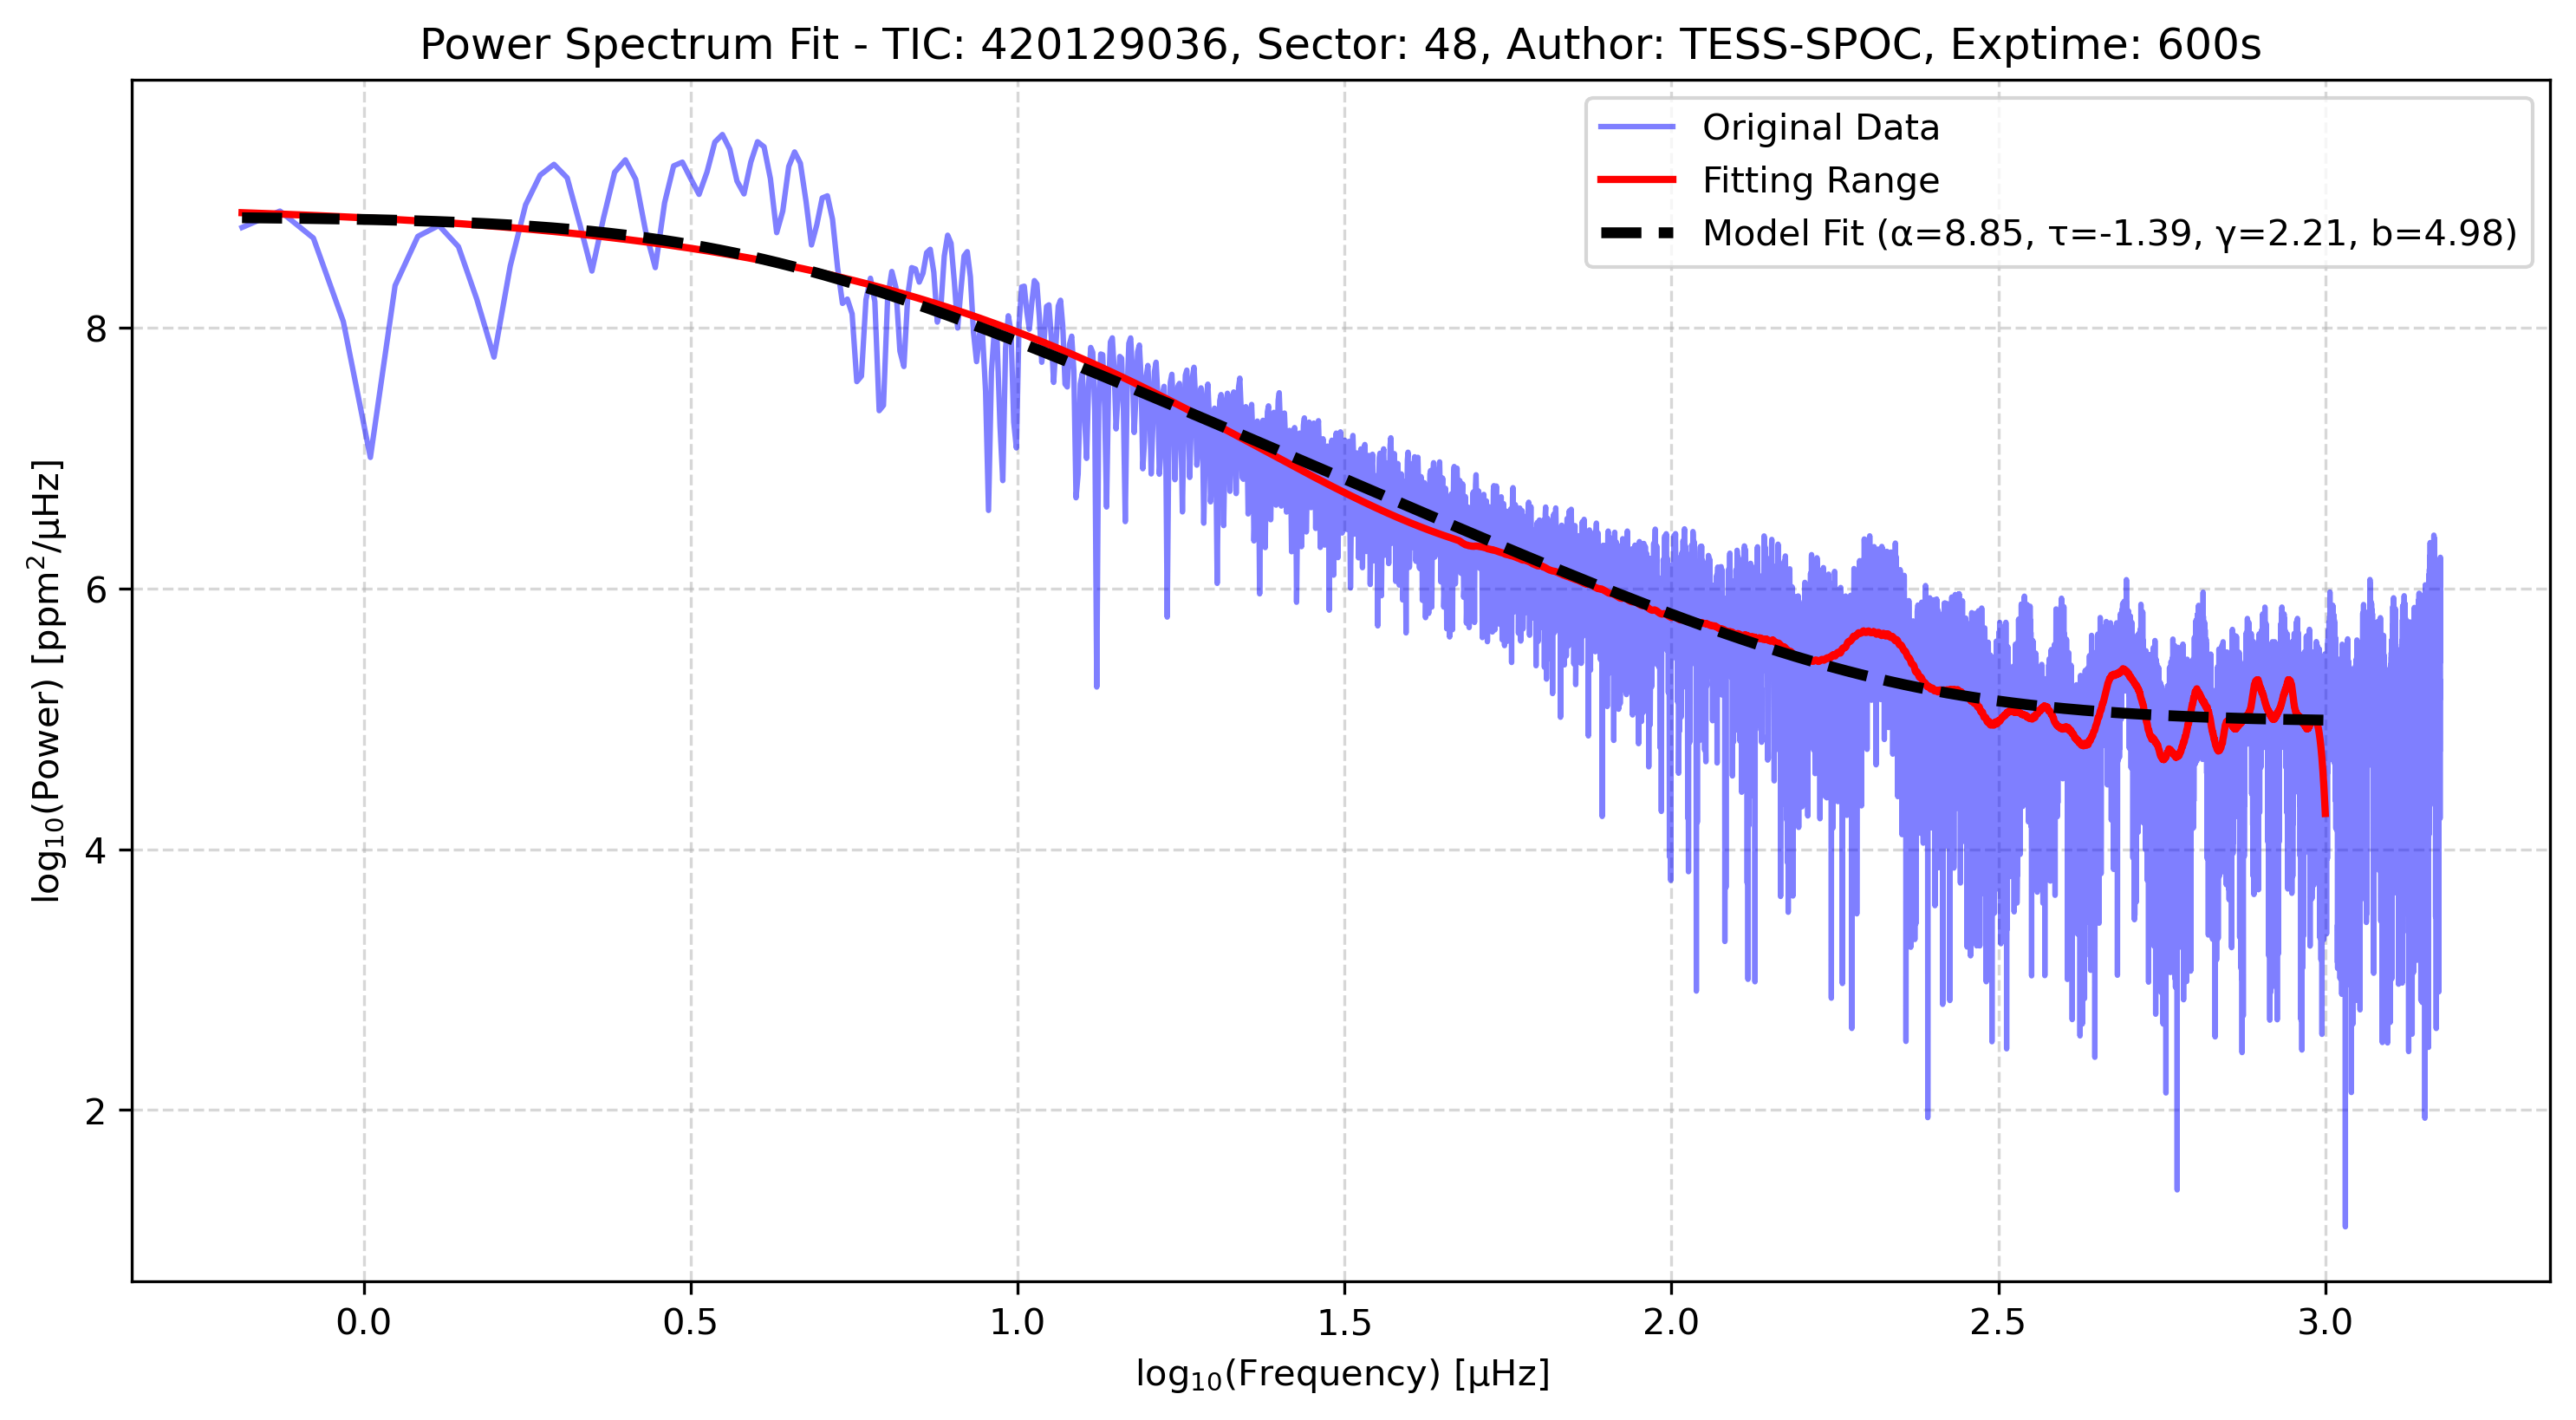 Power Spectrum Fit - TIC: 420129036, Sector: 48, Author: TESS-SPOC, Exptime: 600s
Original Data
Fitting Range
Model Fit (α=8.85, τ=-1.39, γ=2.21, b=4.98)
log₁₀(Power) [ppm²/μHz]
8
6
4
2
0.0 0.5 1.0 1.5 2.0 2.5 3.0
log₁₀(Frequency) [μHz]